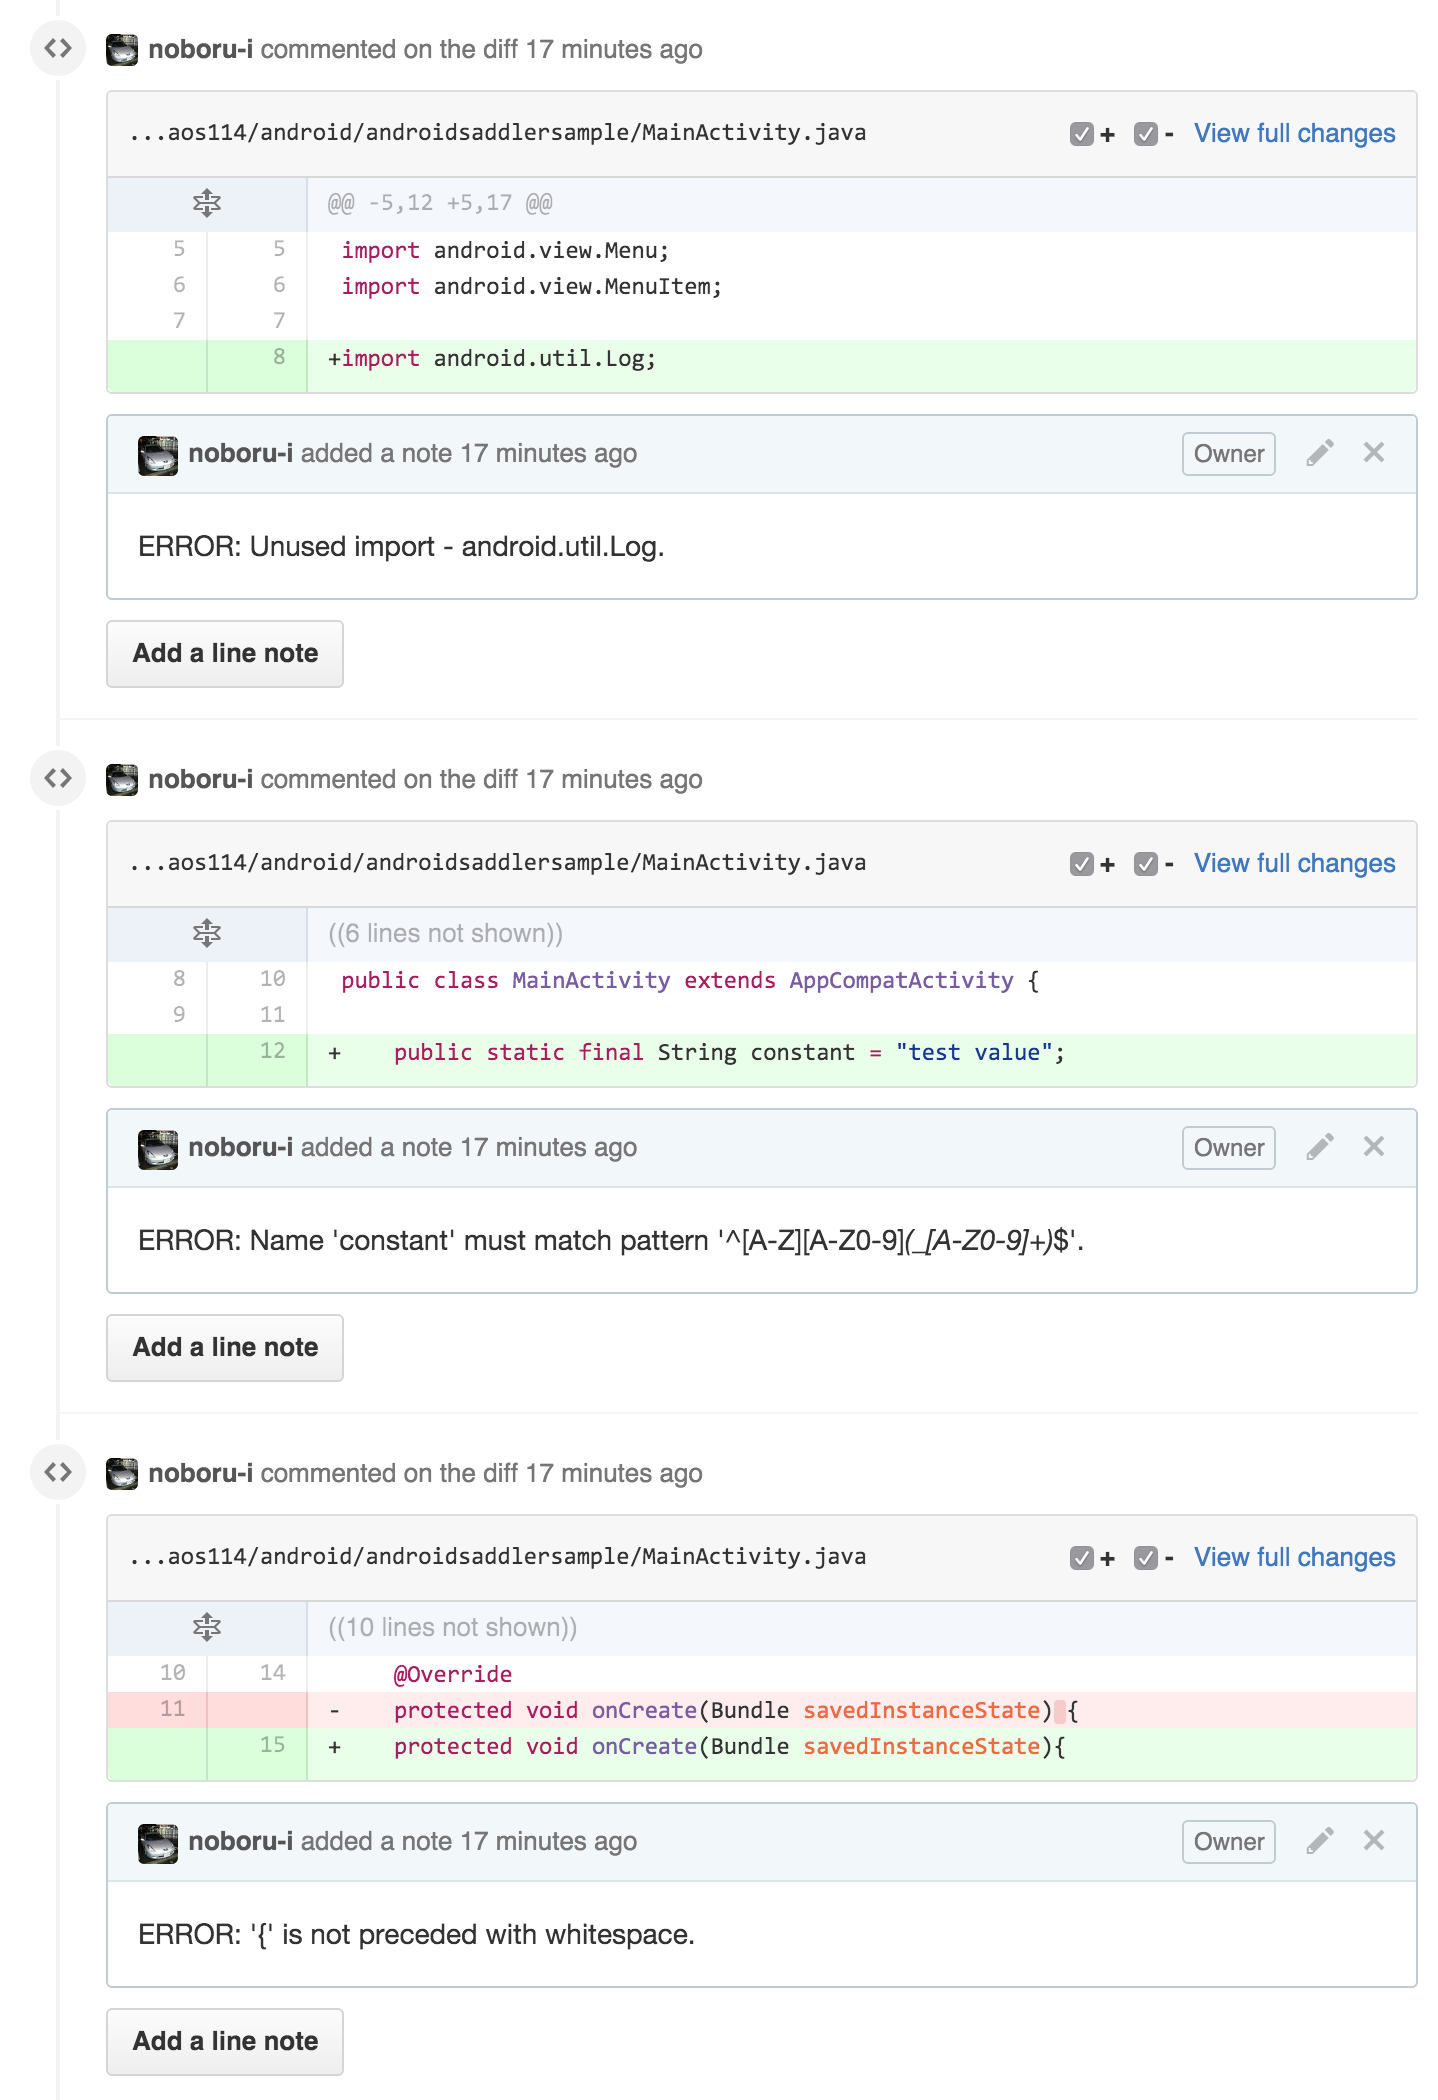 noboru-i commented on the diff 17 minutes ago
...aos114/android/androidsaddlersample/MainActivity.java + - View full changes
@@ -5,12 +5,17 @@
5 5 import android.view.Menu;
6 6 import android.view.MenuItem;
7 7
8 +import android.util.Log;
noboru-i added a note 17 minutes ago Owner
ERROR: Unused import - android.util.Log.
Add a line note
noboru-i commented on the diff 17 minutes ago
...aos114/android/androidsaddlersample/MainActivity.java + - View full changes
((6 lines not shown))
8 10 public class MainActivity extends AppCompatActivity {
9 11
12 + public static final String constant = "test value";
noboru-i added a note 17 minutes ago Owner
ERROR: Name 'constant' must match pattern '^[A-Z][A-Z0-9](_[A-Z0-9]+)$'.
Add a line note
noboru-i commented on the diff 17 minutes ago
...aos114/android/androidsaddlersample/MainActivity.java + - View full changes
((10 lines not shown))
10 14 @Override
11 - protected void onCreate(Bundle savedInstanceState) {
15 + protected void onCreate(Bundle savedInstanceState){
noboru-i added a note 17 minutes ago Owner
ERROR: '{' is not preceded with whitespace.
Add a line note